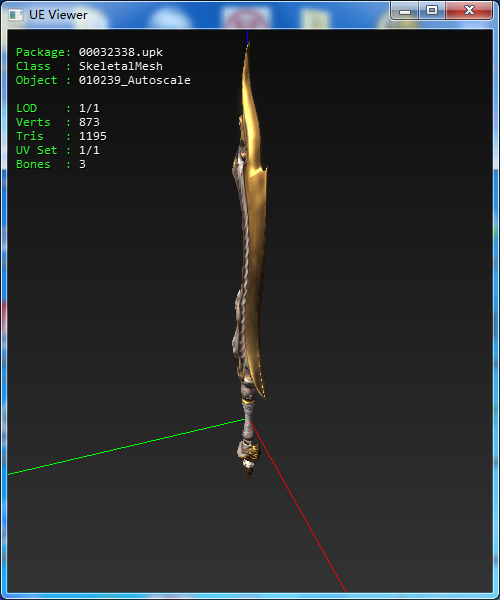 UE Viewer
Package: 00032338.upk
Class : SkeletalMesh
Object : 010239_Autoscale
LOD : 1/1
Verts : 873
Tris : 1195
UV Set : 1/1
Bones : 3